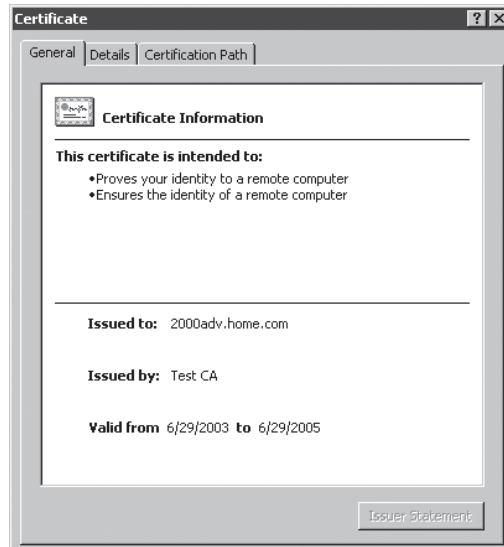 Certificate
General Details Certification Path
Certificate Information
This certificate is intended to:
•Proves your identity to a remote computer
•Ensures the identity of a remote computer
Issued to: 2000adv.home.com
Issued by: Test CA
Valid from 6/29/2003 to 6/29/2005
Issuer Statement